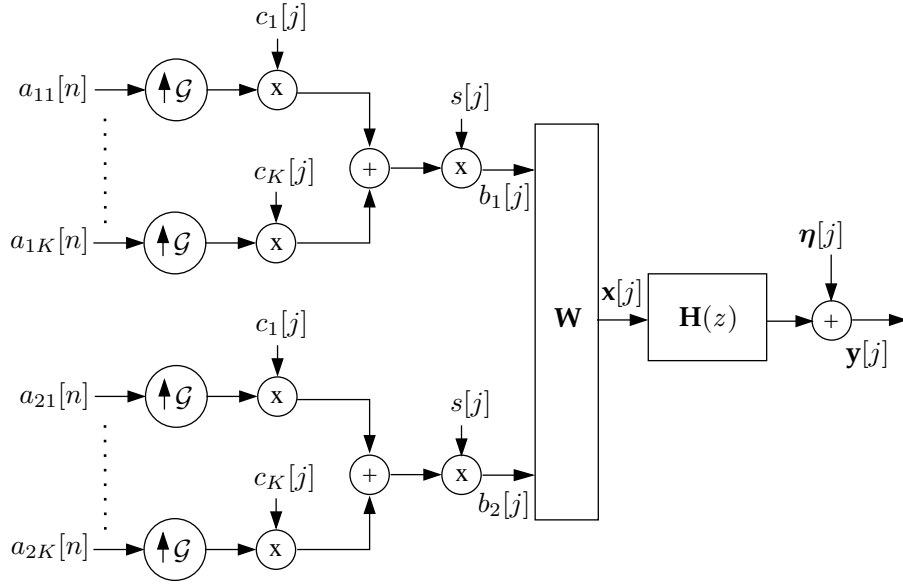 c_1[j]
a_{11}[n] 𝒢 x
s[j]
c_K[j] + x
b_1[j]
a_{1K}[n] 𝒢 x
η[j]
x[j]
W H(z) +
c_1[j]
y[j]
a_{21}[n] 𝒢 x
s[j]
c_K[j] + x
b_2[j]
a_{2K}[n] 𝒢 x